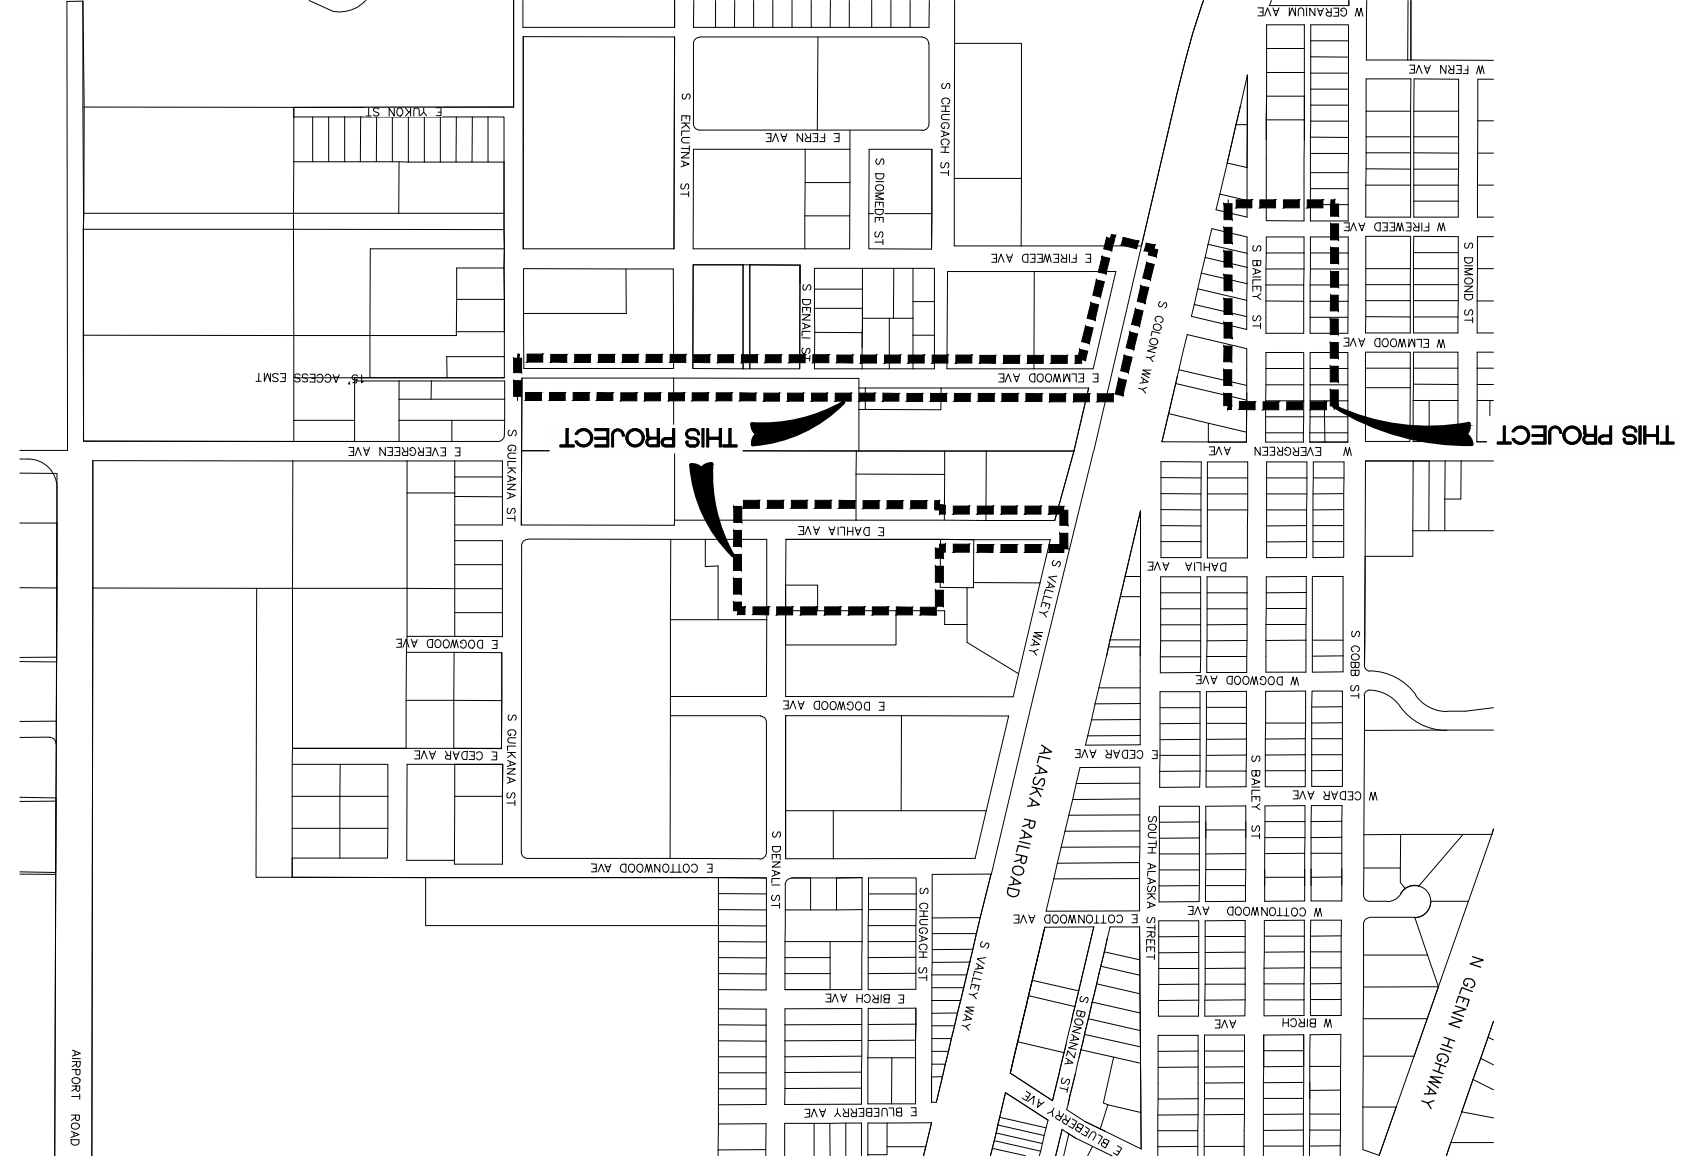 W GERANIUM AVE
W FERN AVE
E YUKON ST
S EKLUTNA ST
S CHUGACH ST
E FERN AVE
S DIOMEDE ST
W FIREWEED AVE
E FIREWEED AVE
S BAILEY ST
S DIMOND ST
S DENALI ST
S COLONY WAY
W ELMWOOD AVE
15' ACCESS ESMT
E ELMWOOD AVE
THIS PROJECT
THIS PROJECT
E EVERGREEN AVE
W EVERGREEN AVE
S GULKANA ST
E DAHLIA AVE
DAHLIA AVE
S VALLEY WAY
E DOGWOOD AVE
S COBB ST
W DOGWOOD AVE
E DOGWOOD AVE
S GULKANA ST
E CEDAR AVE
E CEDAR AVE
ALASKA RAILROAD
S BAILEY ST
W CEDAR AVE
SOUTH ALASKA STREET
S DENALI ST
E COTTONWOOD AVE
S CHUGACH ST
E COTTONWOOD AVE
W COTTONWOOD AVE
S VALLEY WAY
N GLENN HIGHWAY
E BIRCH AVE
S BONANZA ST
W BIRCH AVE
AIRPORT ROAD
E BLUEBERRY AVE
E BLUEBERRY AVE